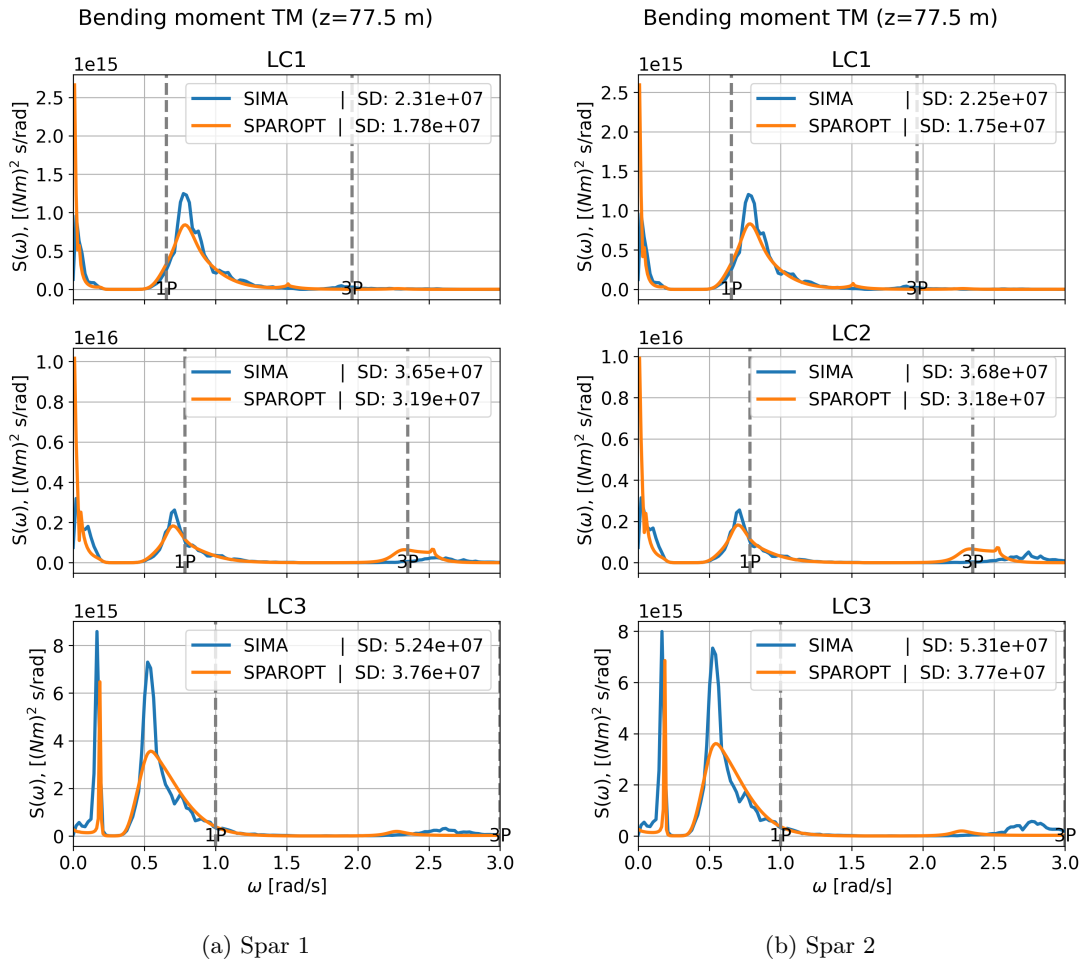 Bending moment TM (z=77.5 m)
1e15
LC1
SIMA | SD: 2.31e+07
SPAROPT | SD: 1.78e+07
2.5
2.0
1.5
1.0
0.5
0.0
S(ω), [(Nm)² s/rad]
1P
3P
1e16
LC2
SIMA | SD: 3.65e+07
SPAROPT | SD: 3.19e+07
1.0
0.8
0.6
0.4
0.2
0.0
S(ω), [(Nm)² s/rad]
1P
3P
1e15
LC3
SIMA | SD: 5.24e+07
SPAROPT | SD: 3.76e+07
8
6
4
2
0
S(ω), [(Nm)² s/rad]
1P
3P
0.0 0.5 1.0 1.5 2.0 2.5 3.0
ω [rad/s]
(a) Spar 1
Bending moment TM (z=77.5 m)
1e15
LC1
SIMA | SD: 2.25e+07
SPAROPT | SD: 1.75e+07
2.5
2.0
1.5
1.0
0.5
0.0
S(ω), [(Nm)² s/rad]
1P
3P
1e16
LC2
SIMA | SD: 3.68e+07
SPAROPT | SD: 3.18e+07
1.0
0.8
0.6
0.4
0.2
0.0
S(ω), [(Nm)² s/rad]
1P
3P
1e15
LC3
SIMA | SD: 5.31e+07
SPAROPT | SD: 3.77e+07
8
6
4
2
0
S(ω), [(Nm)² s/rad]
1P
3P
0.0 0.5 1.0 1.5 2.0 2.5 3.0
ω [rad/s]
(b) Spar 2